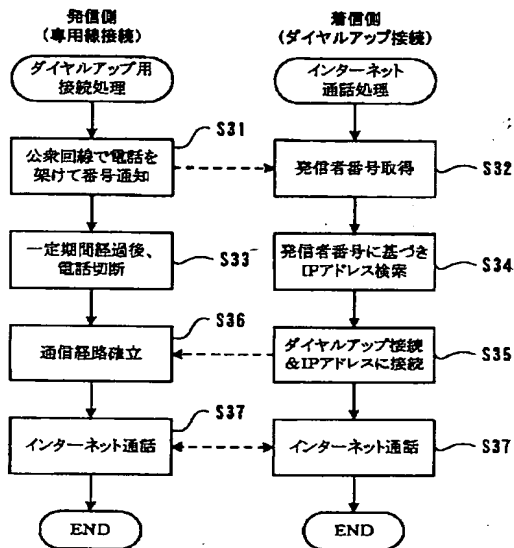 発信側
(専用線接続)
ダイヤルアップ用
接続処理
S31
公衆回線で電話を
架けて番号通知
一定期間経過後、
電話切断
S33
S36
通信経路確立
S37
インターネット通話
END
着信側
(ダイヤルアップ接続)
インターネット
通話処理
発信者番号取得
S32
発信者番号に基づき
IPアドレス検索
S34
ダイヤルアップ接続
&IPアドレスに接続
S35
インターネット通話
S37
END